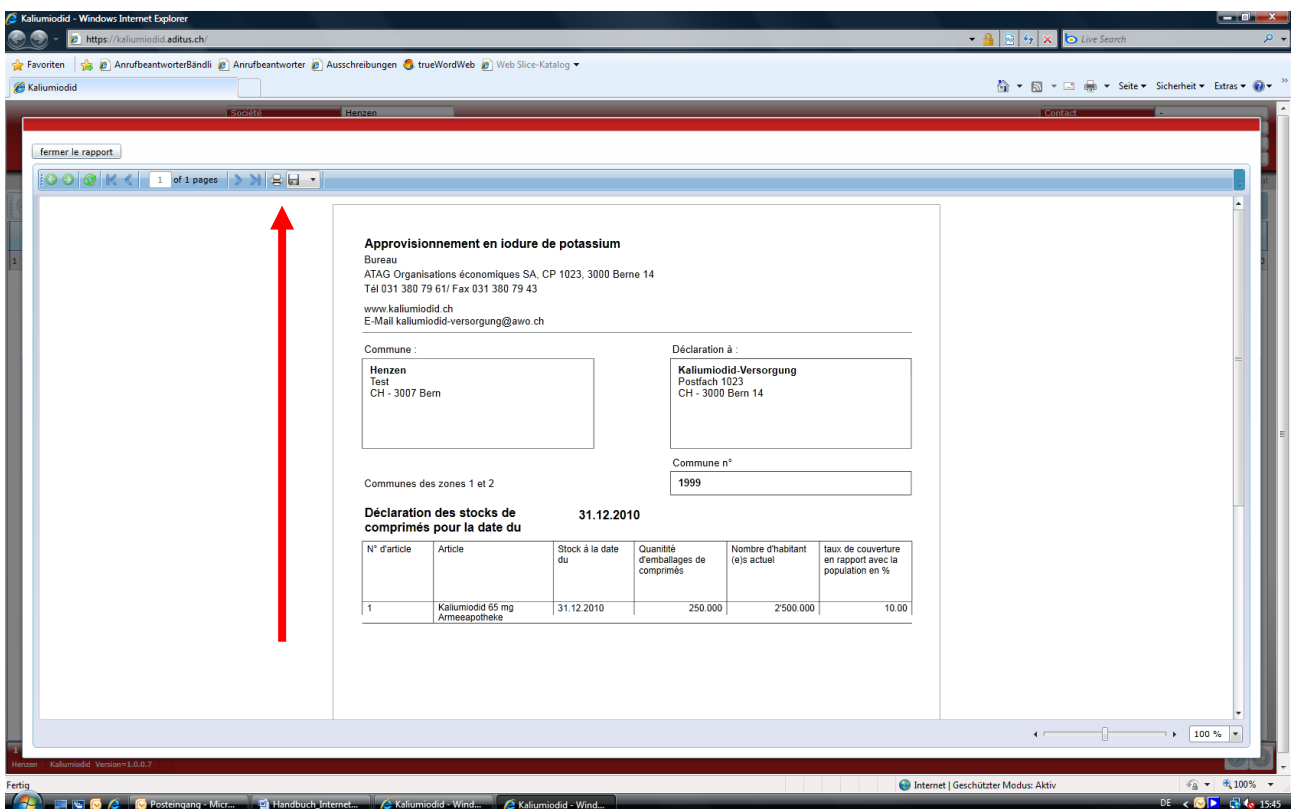 Kaliumiodid - Windows Internet Explorer
https://kaliumiodid.aditus.ch/
Live Search
Favoriten AnrufbeantworterBändli Anrufbeantworter Ausschreibungen trueWordWeb Web Slice-Katalog
Kaliumiodid
Seite Sicherheit Extras
Société Henzen Contact -
fermer le rapport
1 of 1 pages
Approvisionnement en iodure de potassium
Bureau
ATAG Organisations économiques SA, CP 1023, 3000 Berne 14
Tél 031 380 79 61/ Fax 031 380 79 43
www.kaliumiodid.ch
E-Mail kaliumiodid-versorgung@awo.ch
Commune :
Déclaration à :
Henzen
Test
CH - 3007 Bern
Kaliumiodid-Versorgung
Postfach 1023
CH - 3000 Bern 14
Commune n°
Communes des zones 1 et 2
1999
Déclaration des stocks de
comprimés pour la date du
31.12.2010
N° d'article
Article
Stock à la date
du
Quanitité
d'emballages de
comprimés
Nombre d'habitant
(e)s actuel
taux de couverture
en rapport avec la
population en %
1
Kaliumiodid 65 mg
Armeeapotheke
31.12.2010
250.000
2'500.000
10.00
100 %
1
Henzen Kaliumiodid Version=1.0.0.7
Fertig
Internet | Geschützter Modus: Aktiv
100%
Posteingang - Micr... Handbuch_Internet... Kaliumiodid - Wind... Kaliumiodid - Wind...
DE
15:45